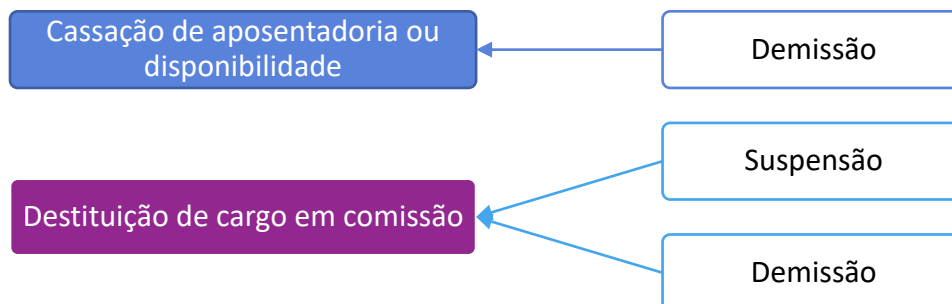 Cassação de aposentadoria ou
disponibilidade
Demissão
Suspensão
Destituição de cargo em comissão
Demissão